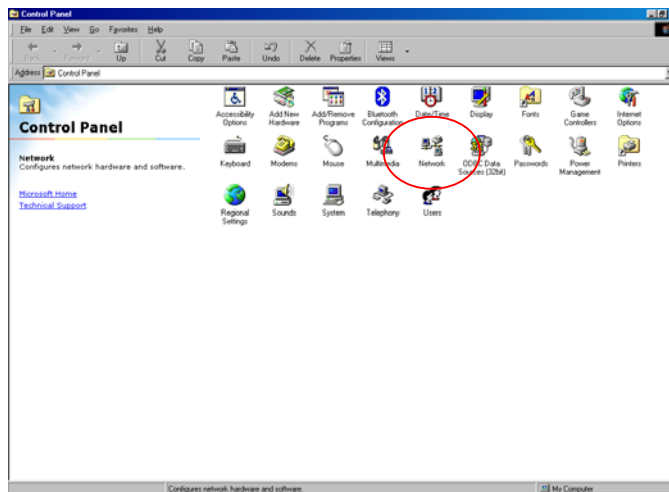 Control Panel
File Edit View Go Favorites Help
Back Forward Up Cut Copy Paste Undo Delete Properties Views
Address Control Panel
Control Panel
Network
Configures network hardware and software.
Microsoft Home
Technical Support
Accessibility Options
Add New Hardware
Add/Remove Programs
Bluetooth Configuration
Date/Time
Display
Fonts
Game Controllers
Internet Options
Keyboard
Modems
Mouse
Multimedia
Network
ODBC Data Sources (32bit)
Passwords
Power Management
Printers
Regional Settings
Sounds
System
Telephony
Users
Configures network hardware and software.
My Computer